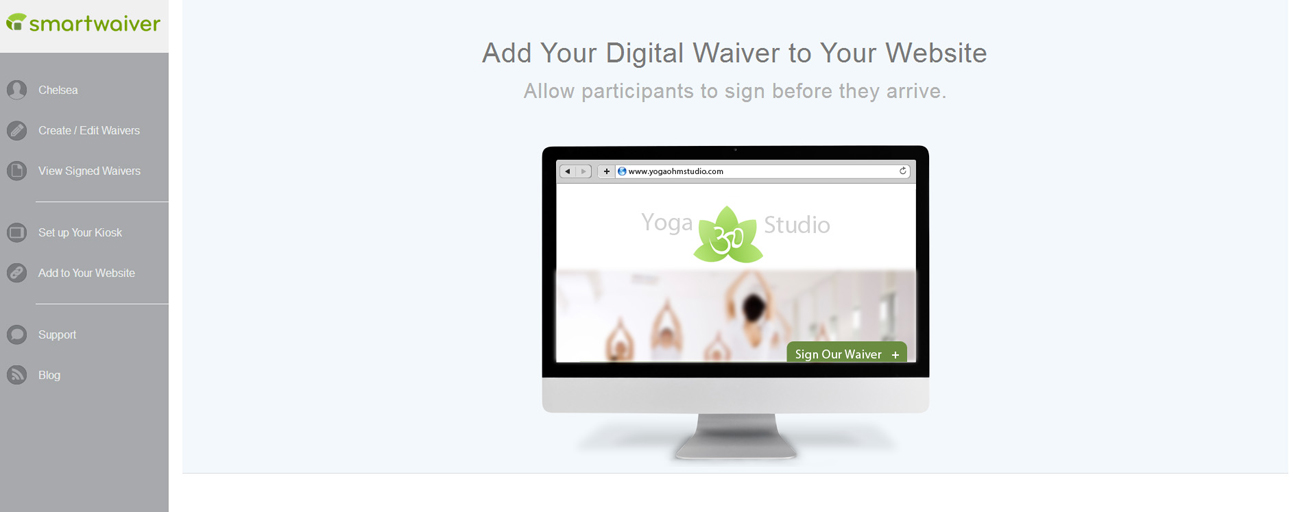 smartwaiver
Chelsea
Create / Edit Waivers
View Signed Waivers
Set up Your Kiosk
Add to Your Website
Support
Blog
Add Your Digital Waiver to Your Website
Allow participants to sign before they arrive.
www.yogaohmstudio.com
Yoga ॐ Studio
Sign Our Waiver +